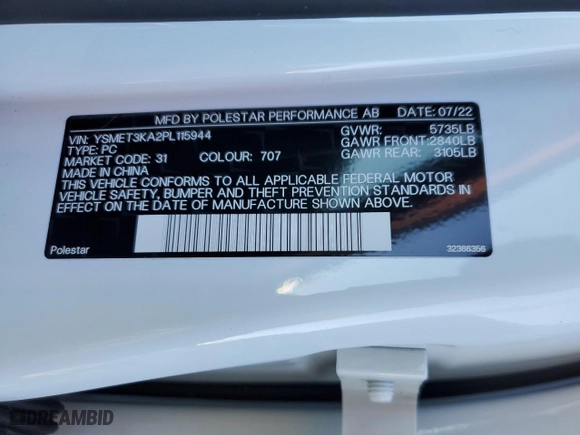 MFD BY POLESTAR PERFORMANCE AB DATE: 07/22
VIN: YSMET3KA2PL115944 GVWR: 5735LB
TYPE: PC GAWR FRONT: 2840LB
MARKET CODE: 31 COLOUR: 707 GAWR REAR: 3105LB
MADE IN CHINA
THIS VEHICLE CONFORMS TO ALL APPLICABLE FEDERAL MOTOR
VEHICLE SAFETY, BUMPER AND THEFT PREVENTION STANDARDS IN
EFFECT ON THE DATE OF MANUFACTURE SHOWN ABOVE.
Polestar 32386356
DREAMBID